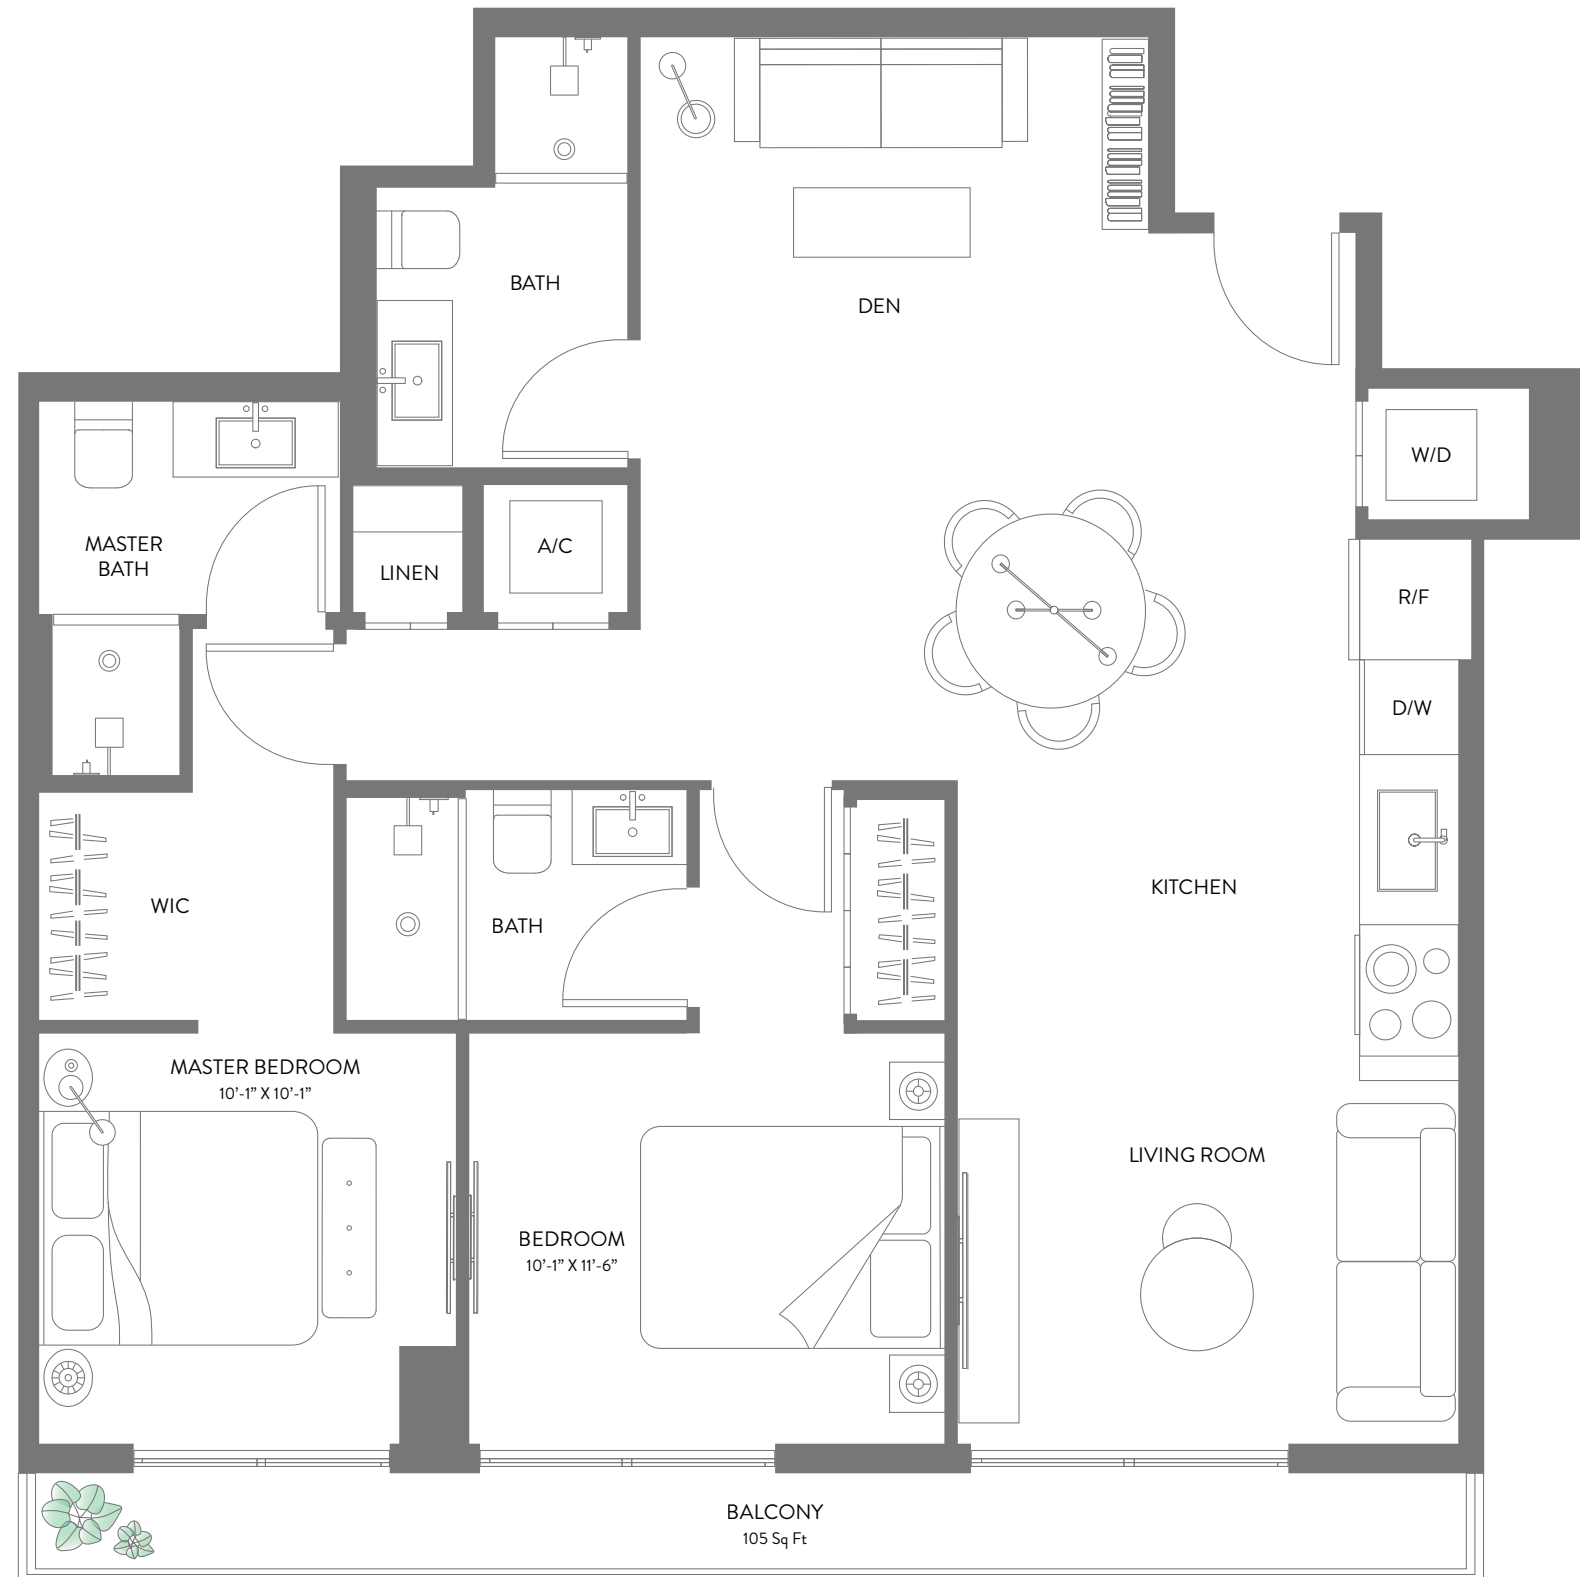 BATH
DEN
W/D
MASTER
BATH
LINEN
A/C
R/F
D/W
WIC
BATH
KITCHEN
MASTER BEDROOM
10’-1” X 10’-1”
LIVING ROOM
BEDROOM
10’-1” X 11’-6”
BALCONY
105 Sq Ft